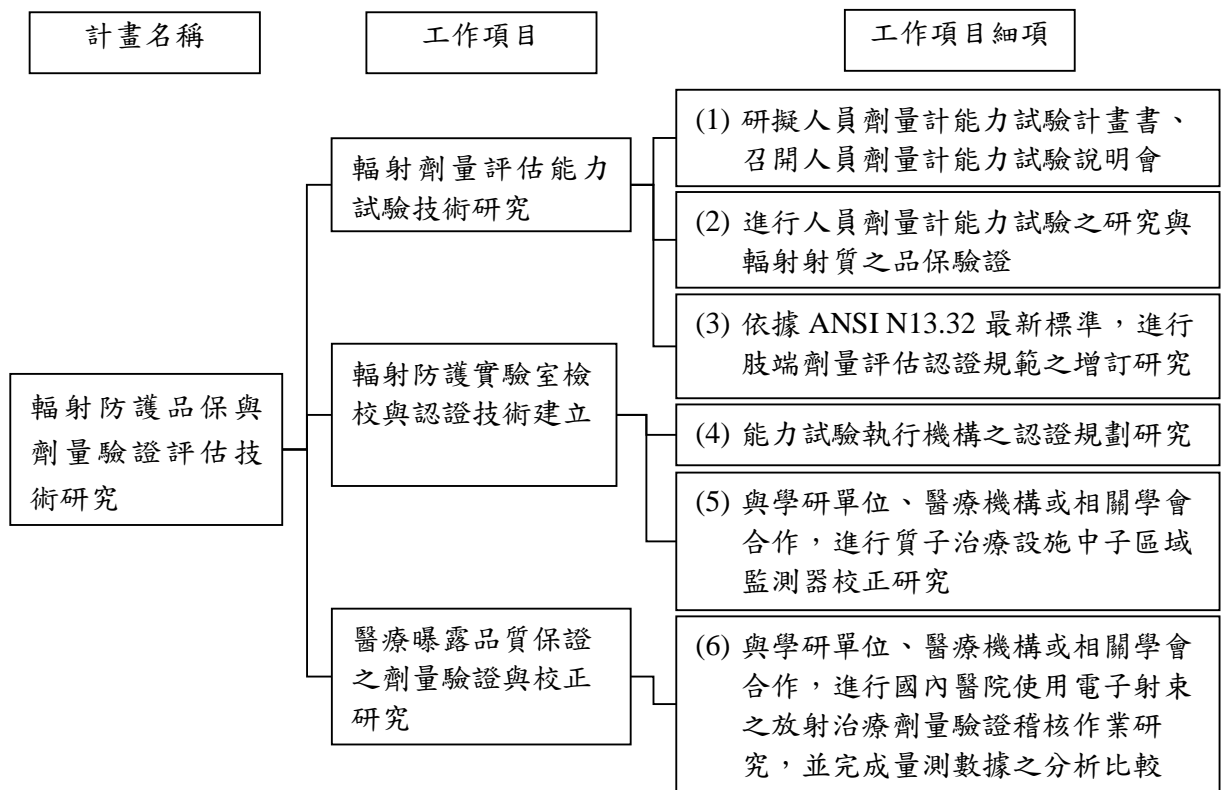 計畫名稱
工作項目
工作項目細項
輻射防護品保與
劑量驗證評估技
術研究
輻射劑量評估能力
試驗技術研究
輻射防護實驗室檢
校與認證技術建立
醫療曝露品質保證
之劑量驗證與校正
研究
(1) 研擬人員劑量計能力試驗計畫書、
召開人員劑量計能力試驗說明會
(2) 進行人員劑量計能力試驗之研究與
輻射射質之品保驗證
(3) 依據 ANSI N13.32 最新標準，進行
肢端劑量評估認證規範之增訂研究
(4) 能力試驗執行機構之認證規劃研究
(5) 與學研單位、醫療機構或相關學會
合作，進行質子治療設施中子區域
監測器校正研究
(6) 與學研單位、醫療機構或相關學會
合作，進行國內醫院使用電子射束
之放射治療劑量驗證稽核作業研
究，並完成量測數據之分析比較